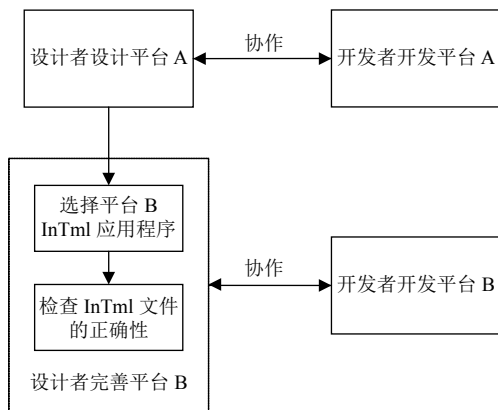 设计者设计平台 A
协作
开发者开发平台 A
选择平台 B
InTml 应用程序
协作
开发者开发平台 B
检查 InTml 文件
的正确性
设计者完善平台 B